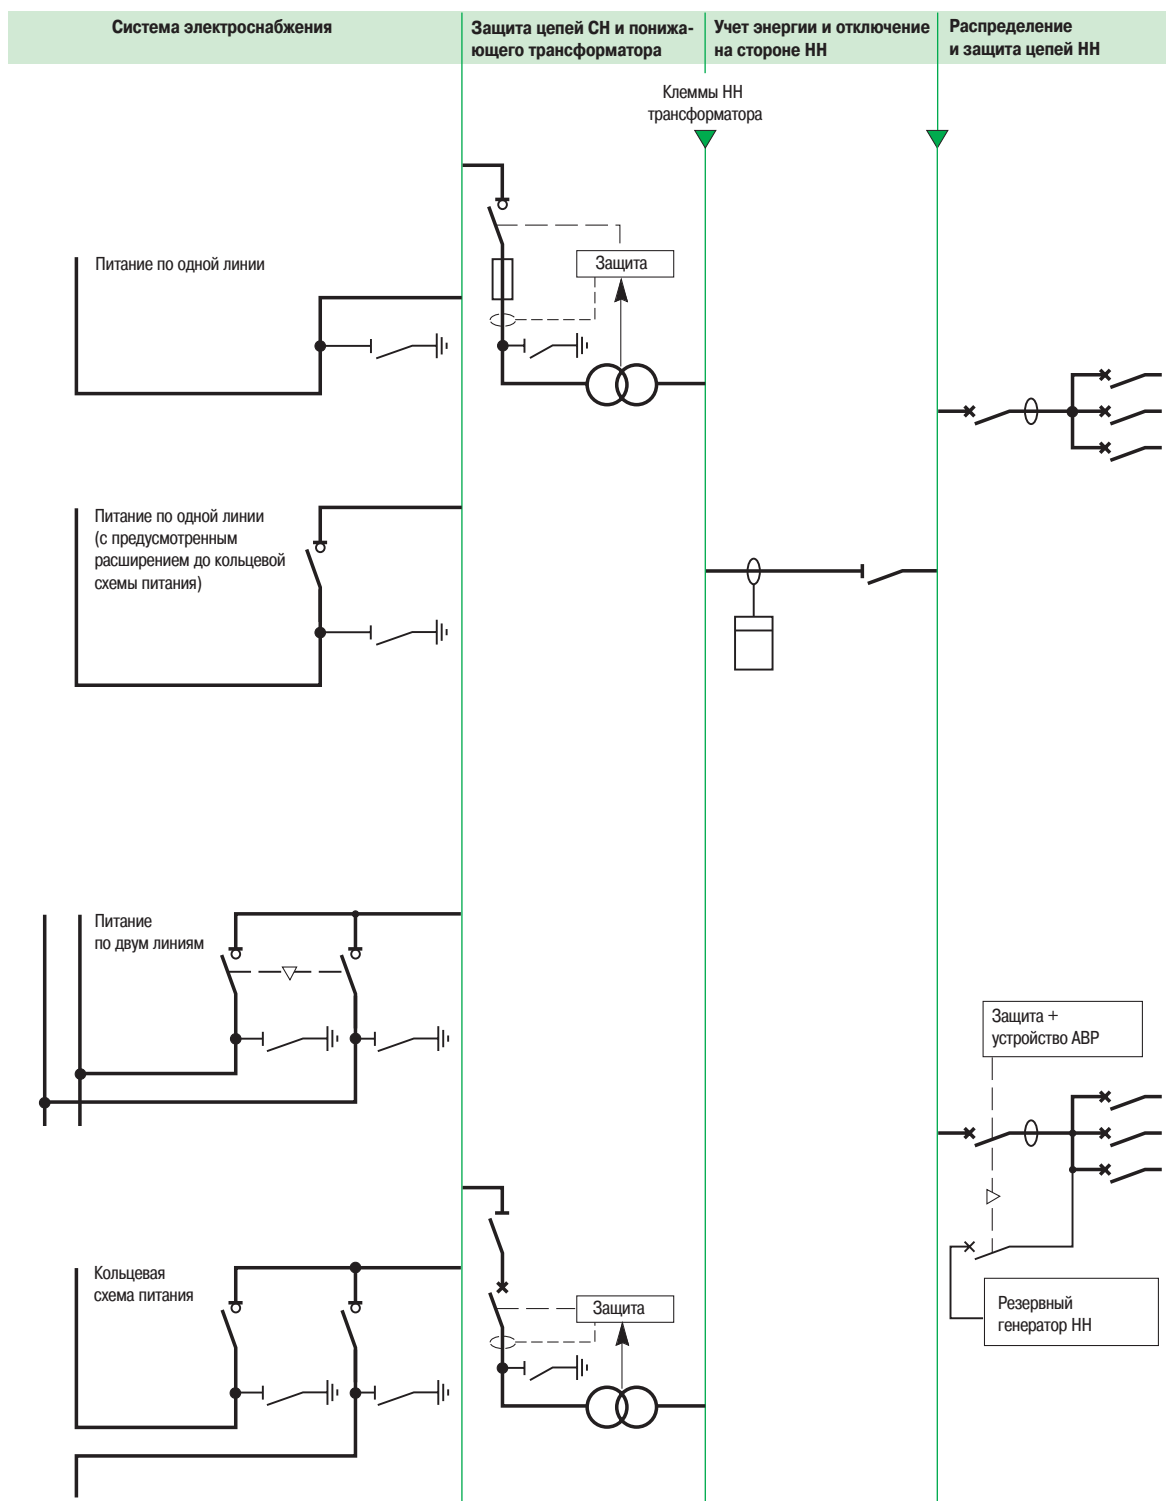 Система электроснабжения
Защита цепей СН и понижа-
ющего трансформатора
Учет энергии и отключение
на стороне НН
Распределение
и защита цепей НН
Клеммы НН
трансформатора
Питание по одной линии
Защита
Питание по одной линии
(с предусмотренным
расширением до кольцевой
схемы питания)
Питание
по двум линиям
Защита +
устройство АВР
Кольцевая
схема питания
Защита
Резервный
генератор НН